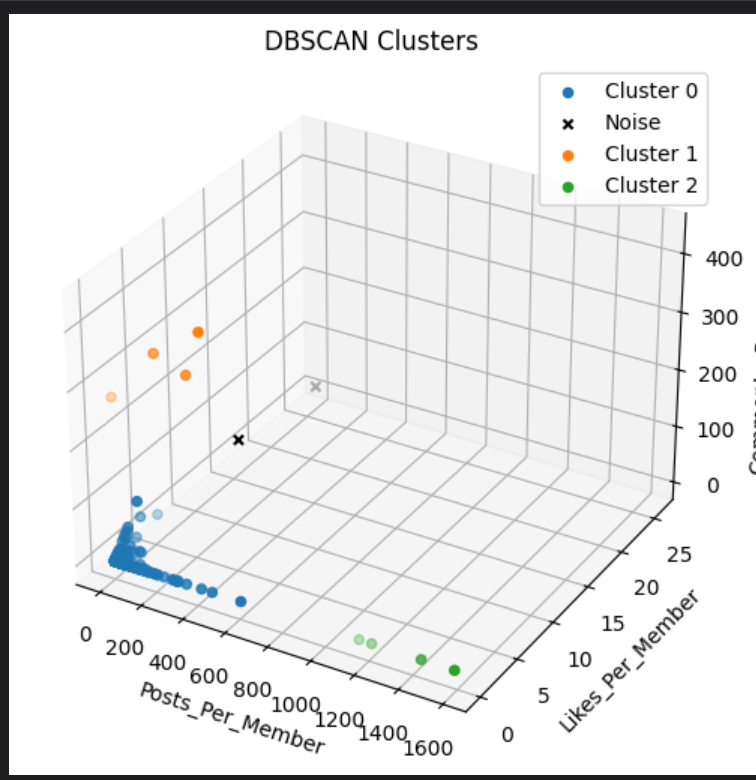 DBSCAN Clusters
Cluster 0
Noise
Cluster 1
Cluster 2
400
300
200
100
0
25
20
15
10
5
0
Likes_Per_Member
0
200
400
600
800
1000
1200
1400
1600
Posts_Per_Member